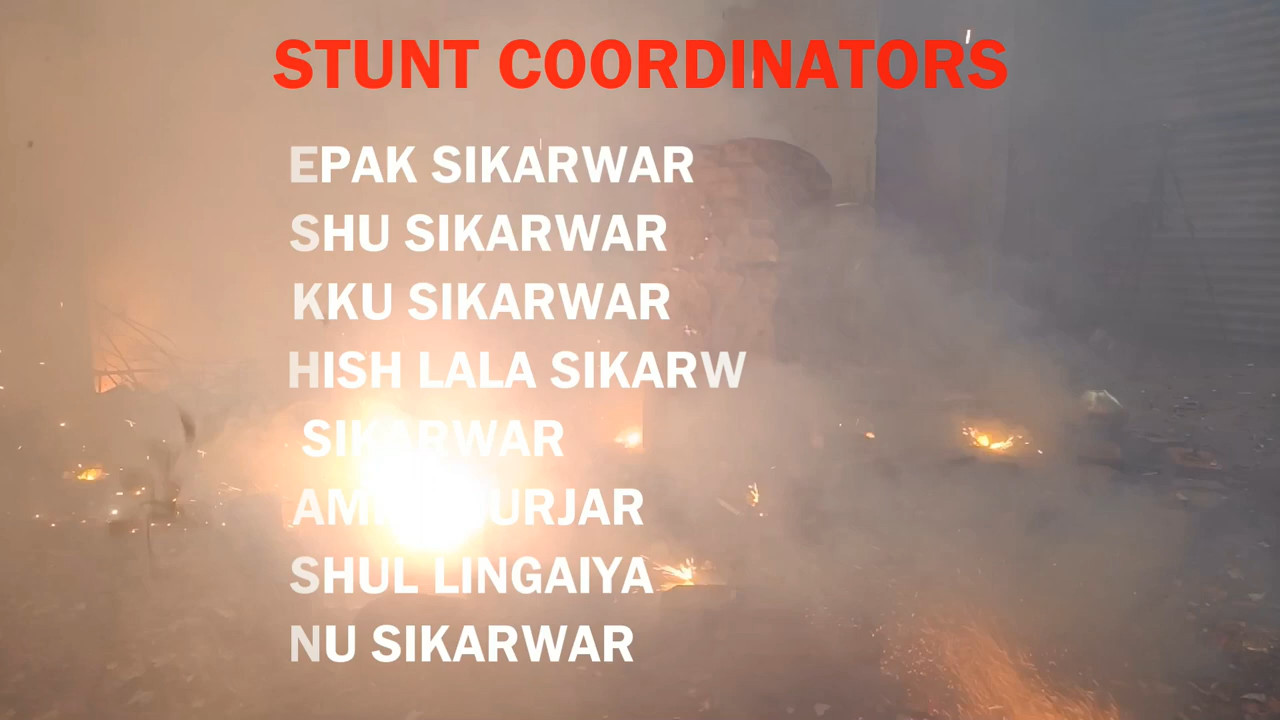 STUNT COORDINATORS
EPAK SIKARWAR
SHU SIKARWAR
KKU SIKARWAR
HISH LALA SIKARW
SIKARWAR
URJAR
SHUL LINGAIYA
NU SIKARWAR